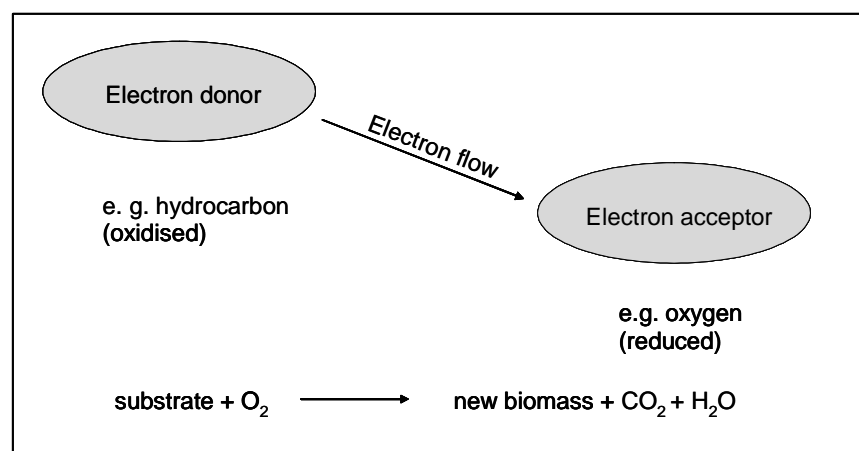 Electron donor
Electron flow
e. g. hydrocarbon
(oxidised)
Electron acceptor
e.g. oxygen
(reduced)
substrate + O₂ new biomass + CO₂ + H₂O